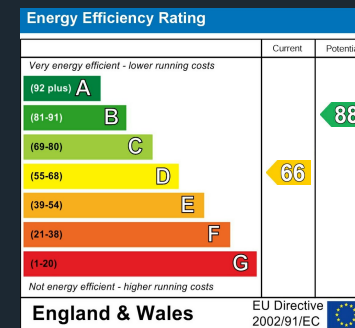 Energy Efficiency Rating
Current Potentia
Very energy efficient - lower running costs
(92 plus) A
(81-91) B
88
(69-80) C
(55-68) D
66
(39-54) E
(21-38) F
(1-20) G
Not energy efficient - higher running costs
England & Wales
EU Directive
2002/91/EC